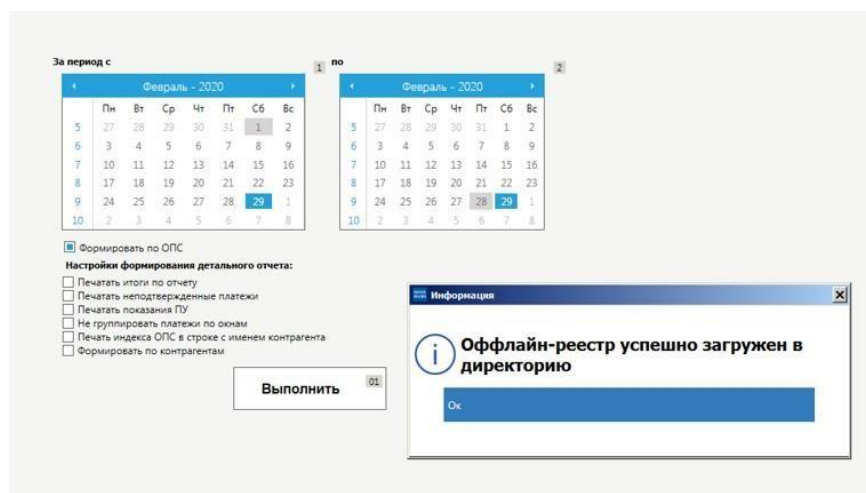 За период с
1
по
2
Февраль - 2020
Пн Вт Ср Чт Пт Сб Вс
5 27 28 29 30 31 1 2
6 3 4 5 6 7 8 9
7 10 11 12 13 14 15 16
8 17 18 19 20 21 22 23
9 24 25 26 27 28 29 1
10 2 3 4 5 6 7 8
Февраль - 2020
Пн Вт Ср Чт Пт Сб Вс
5 27 28 29 30 31 1 2
6 3 4 5 6 7 8 9
7 10 11 12 13 14 15 16
8 17 18 19 20 21 22 23
9 24 25 26 27 28 29 1
10 2 3 4 5 6 7 8
Формировать по ОПС
Настройки формирования детального отчета:
Печатать итоги по отчету
Печатать неподтвержденные платежи
Печатать показания ПУ
Не группировать платежи по окнам
Печать индекса ОПС в строке с именем контрагента
Формировать по контрагентам
Выполнить
01
Информация
Оффлайн-реестр успешно загружен в
директорию
Ок